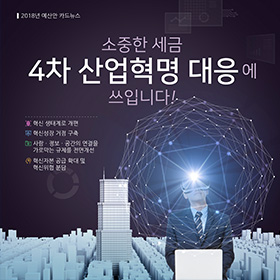 2018년 예산안 카드뉴스
소중한 세금
4차 산업혁명 대응에
쓰입니다!
혁신 생태계로 개편
혁신성장 거점 구축
사람 · 정보 · 공간의 연결을
가로막는 규제를 전면개선
혁신자본 공급 확대 및
혁신위험 분담